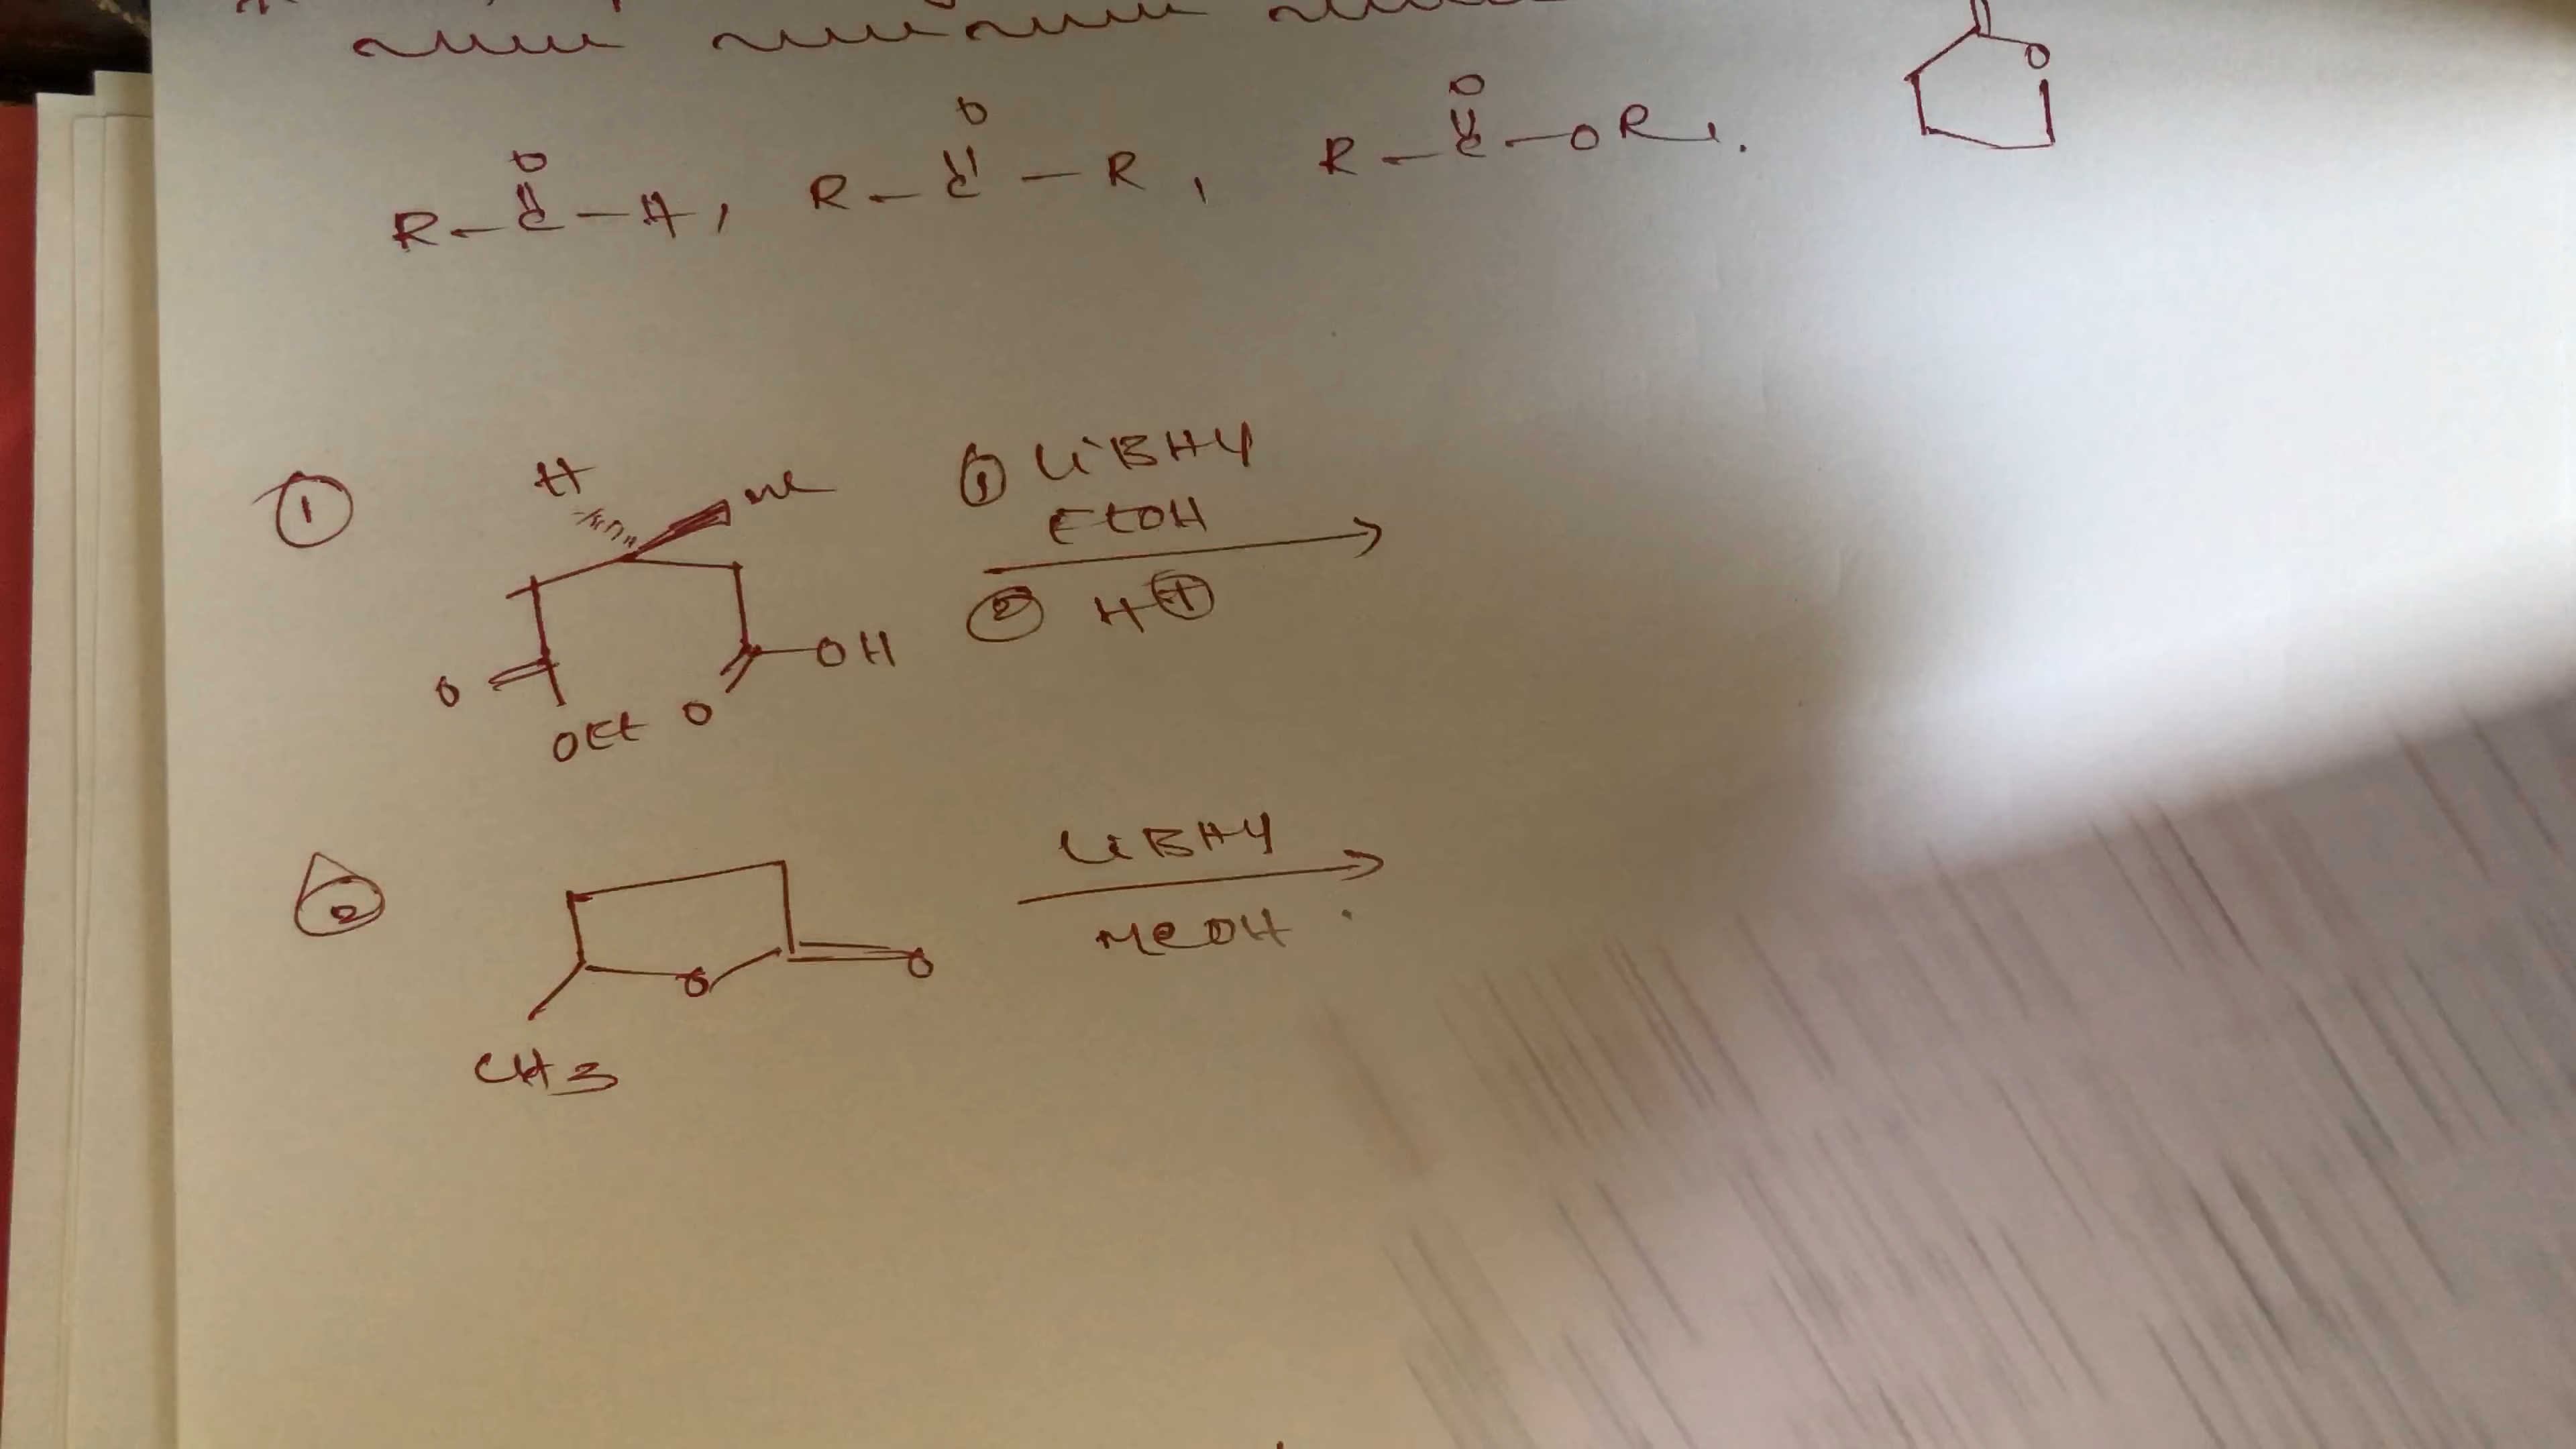 O
R-C-H, R-C-R, R-C-OR.
O O O
① H Me ① LiBH4
EtOH
② H⊕
OH
O
OEt O
② LiBH4
MeOH
O O
CH3